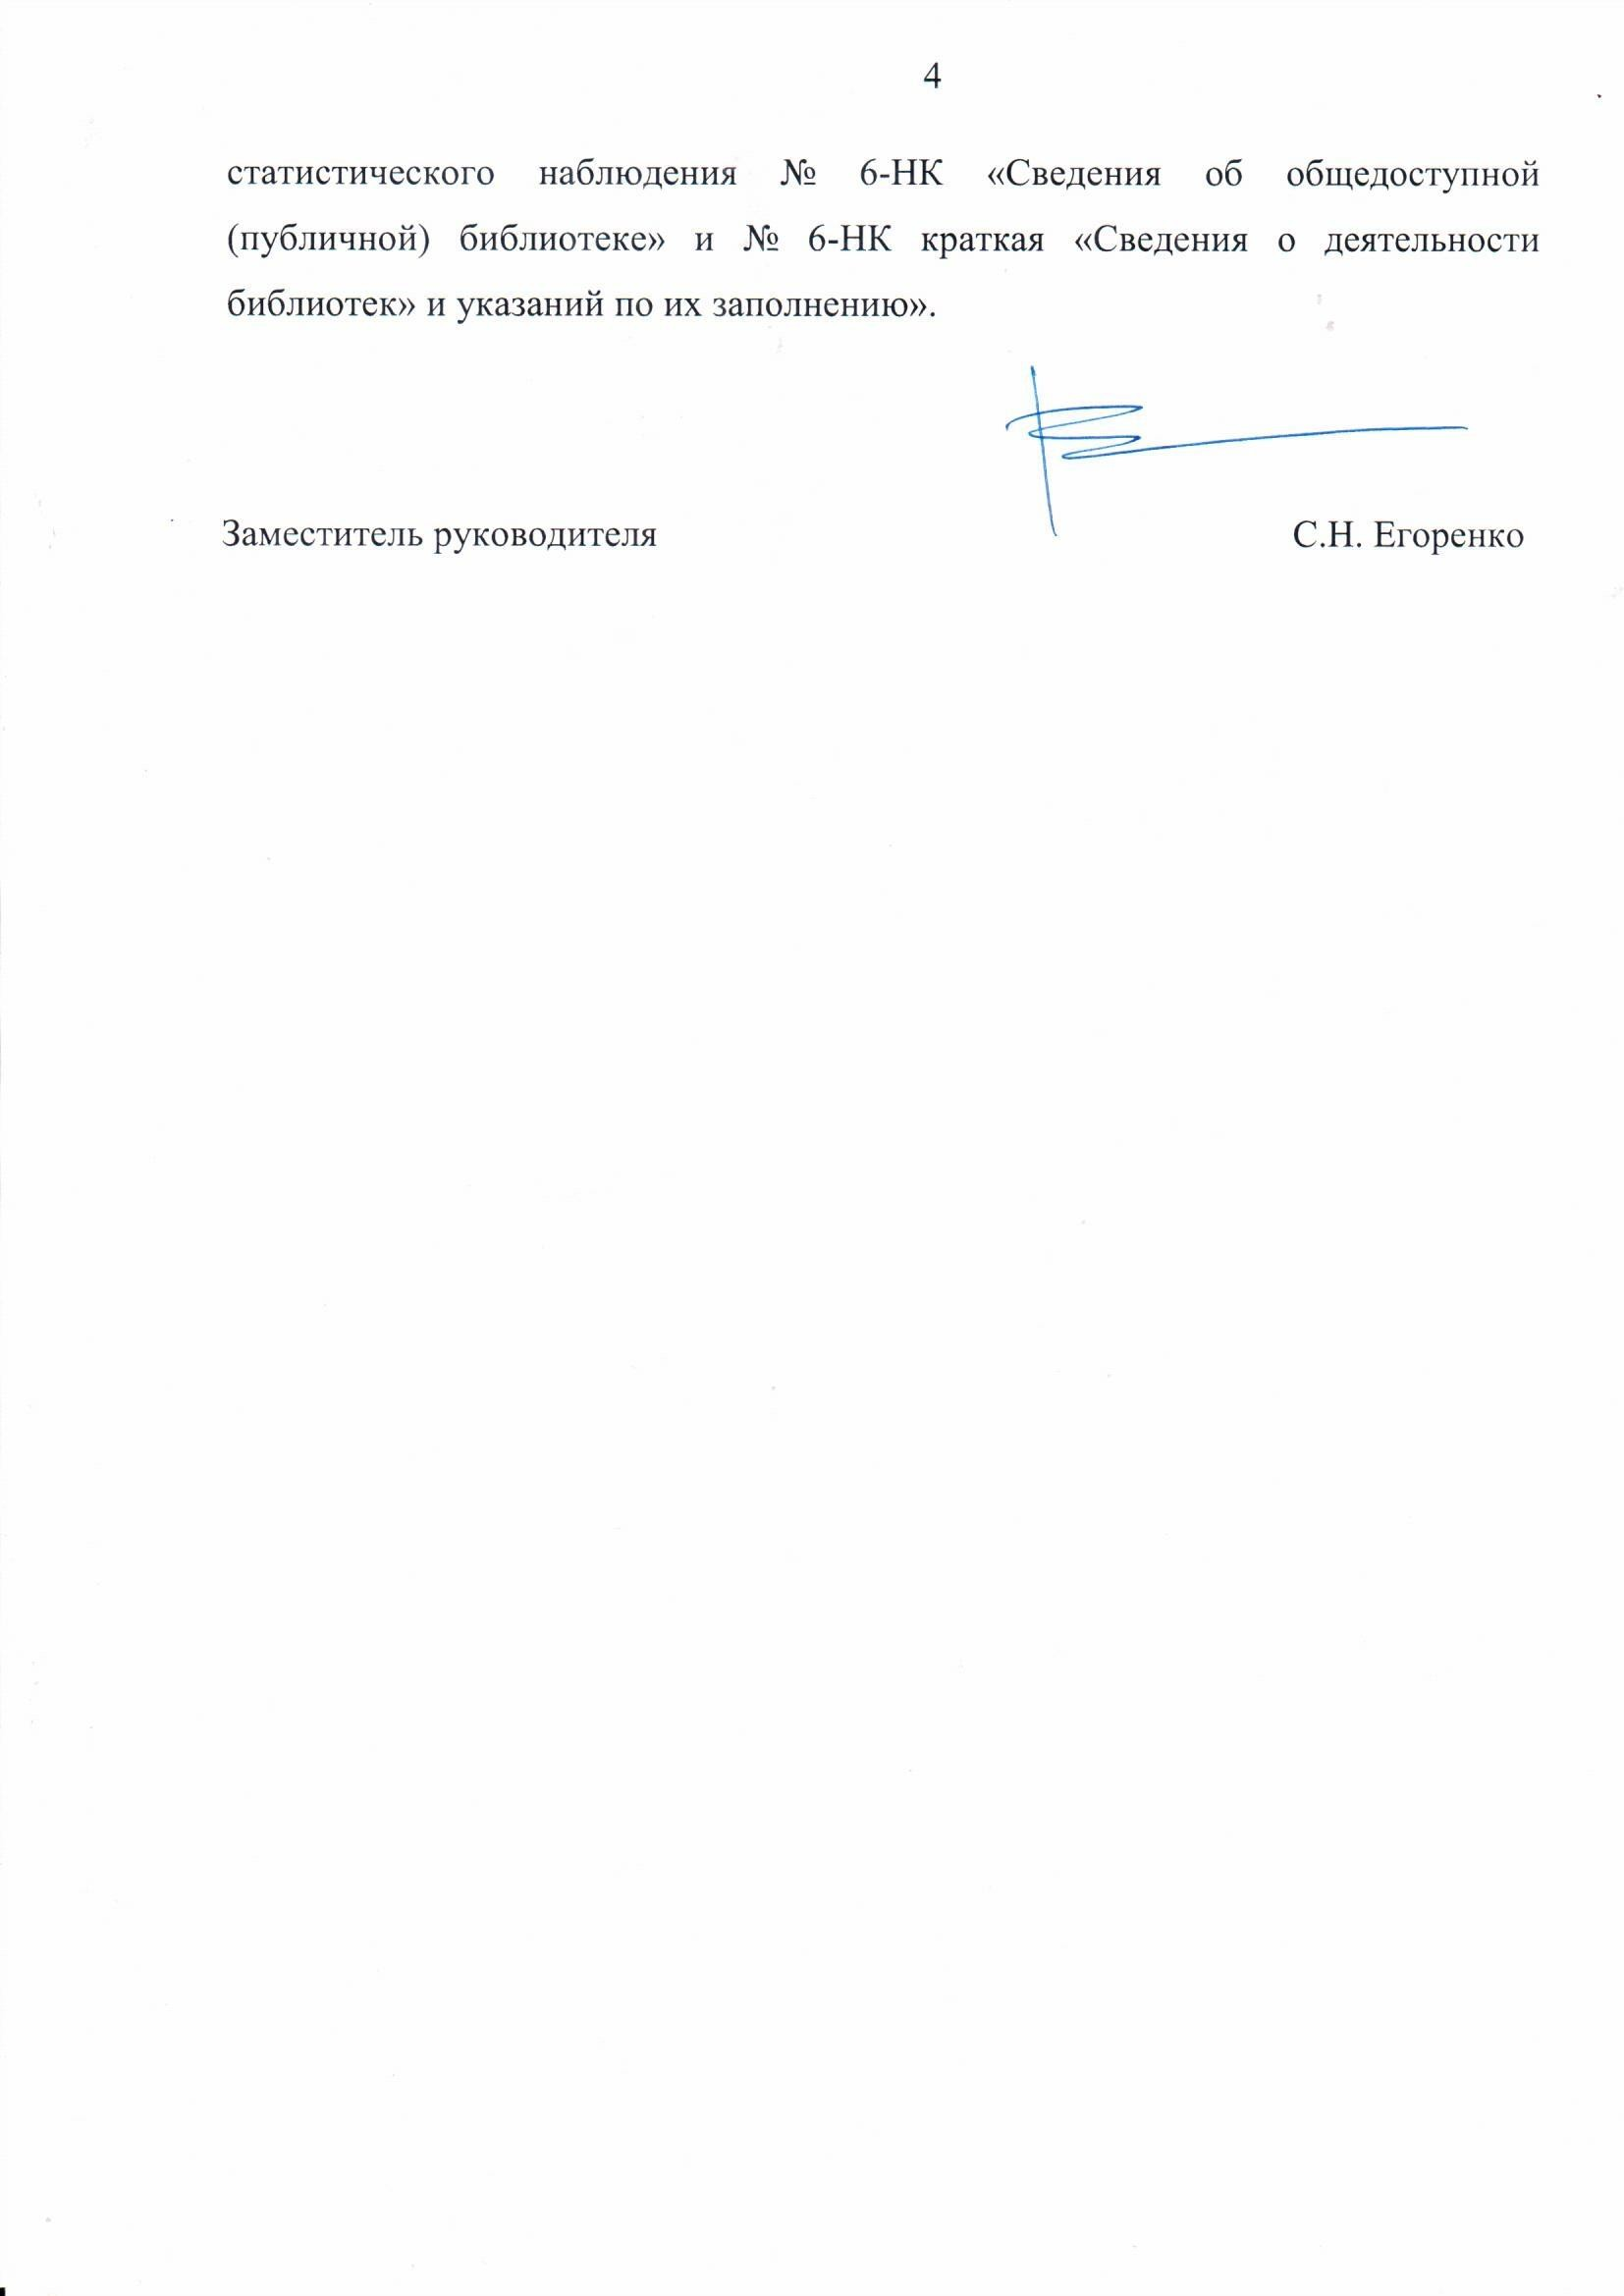 4
статистического наблюдения № 6-НК «Сведения об общедоступной
(публичной) библиотеке» и № 6-НК краткая «Сведения о деятельности
библиотек» и указаний по их заполнению».
Заместитель руководителя С.Н. Егоренко